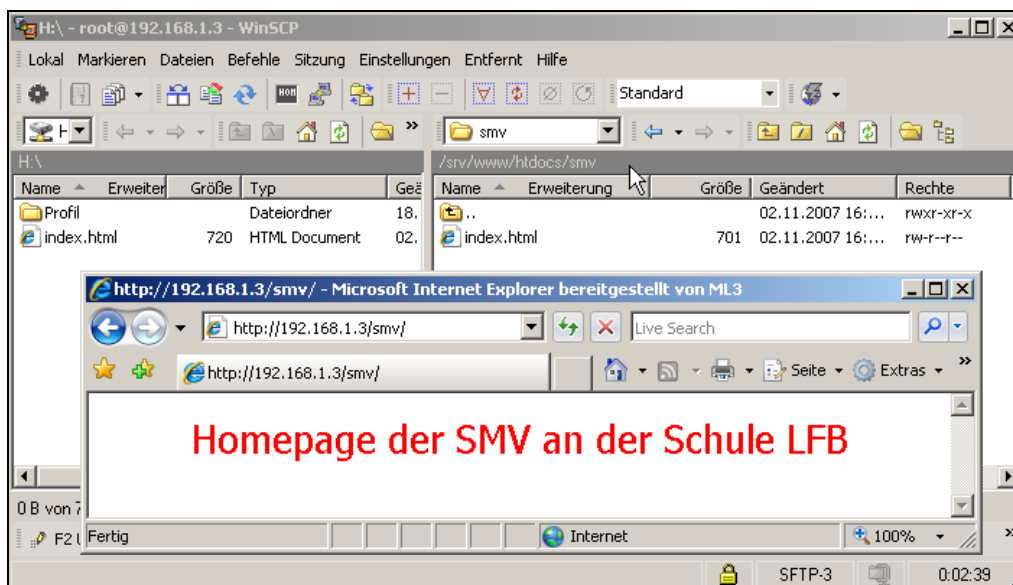 H:\ - root@192.168.1.3 - WinSCP
Lokal Markieren Dateien Befehle Sitzung Einstellungen Entfernt Hilfe
Standard
H
smv
H:\
/srv/www/htdocs/smv
Name Erweiter Größe Typ Geä
Name Erweiterung Größe Geändert Rechte
Profil Dateiordner 18.
.. 02.11.2007 16:... rwxr-xr-x
index.html 720 HTML Document 02.
index.html 701 02.11.2007 16:... rw-r--r--
http://192.168.1.3/smv/ - Microsoft Internet Explorer bereitgestellt von ML3
http://192.168.1.3/smv/
Live Search
http://192.168.1.3/smv/
Seite Extras
Homepage der SMV an der Schule LFB
0 B von 7
F2 U
Fertig
Internet
100%
SFTP-3
0:02:39